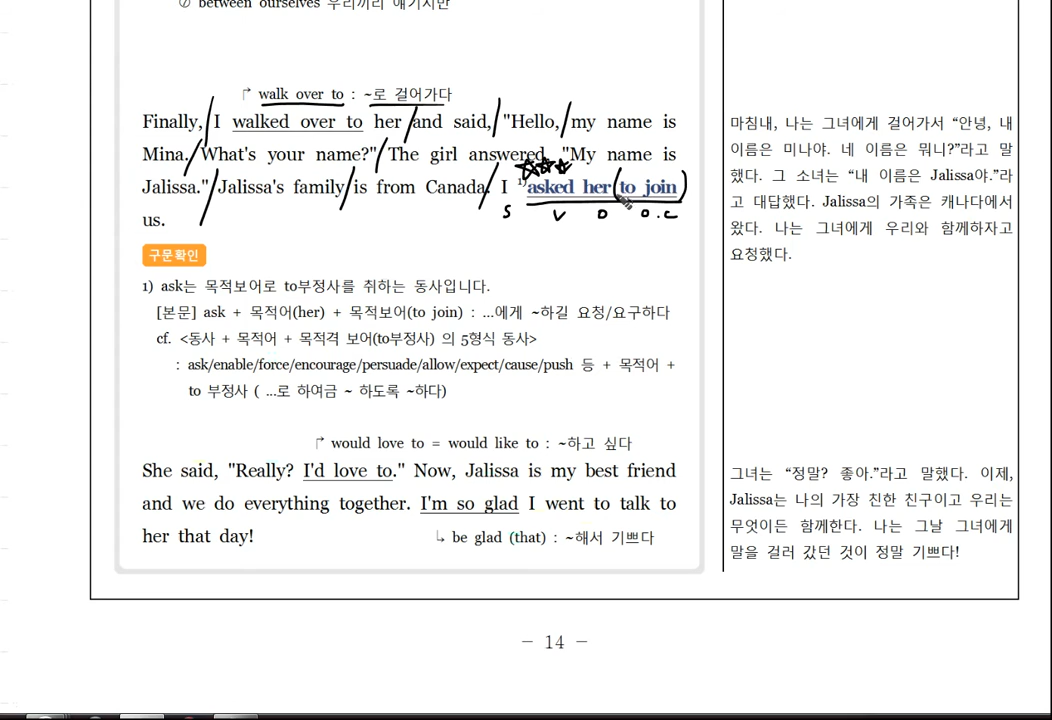 ⑦ between ourselves 우리끼리 얘기지만
↱ walk over to : ~로 걸어가다
Finally, I walked over to her and said, "Hello, my name is
Mina. What's your name?" The girl answered, "My name is
Jalissa." Jalissa's family is from Canada. I 1)asked her to join
S V O O.C
us.
구문확인
1) ask는 목적보어로 to부정사를 취하는 동사입니다.
[본문] ask + 목적어(her) + 목적보어(to join) : …에게 ~하길 요청/요구하다
cf. <동사 + 목적어 + 목적격 보어(to부정사) 의 5형식 동사>
: ask/enable/force/encourage/persuade/allow/expect/cause/push 등 + 목적어 +
to 부정사 ( …로 하여금 ~ 하도록 ~하다)
↱ would love to = would like to : ~하고 싶다
She said, "Really? I'd love to." Now, Jalissa is my best friend
and we do everything together. I'm so glad I went to talk to
her that day!
↳ be glad (that) : ~해서 기쁘다
마침내, 나는 그녀에게 걸어가서 “안녕, 내
이름은 미나야. 네 이름은 뭐니?”라고 말
했다. 그 소녀는 “내 이름은 Jalissa야.”라
고 대답했다. Jalissa의 가족은 캐나다에서
왔다. 나는 그녀에게 우리와 함께하자고
요청했다.
그녀는 “정말? 좋아.”라고 말했다. 이제,
Jalissa는 나의 가장 친한 친구이고 우리는
무엇이든 함께한다. 나는 그날 그녀에게
말을 걸러 갔던 것이 정말 기쁘다!
- 14 -